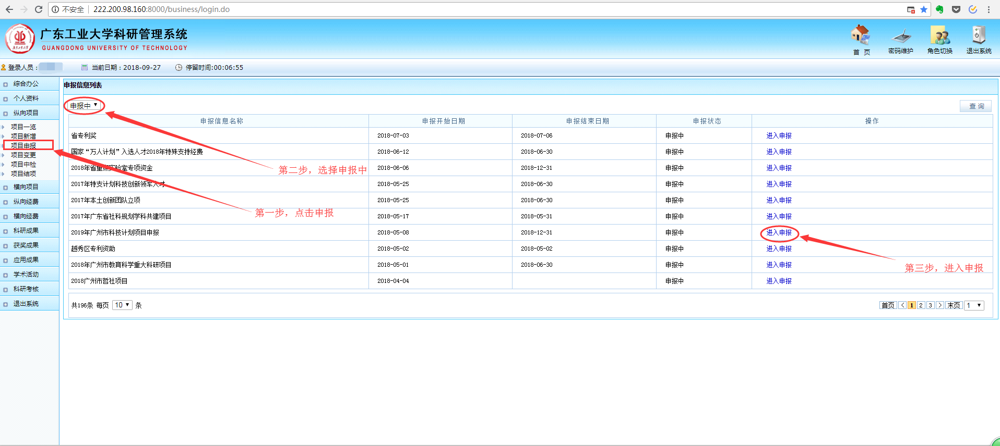 不安全 222.200.98.160:8000/business/login.do
广东工业大学科研管理系统
GUANGDONG UNIVERSITY OF TECHNOLOGY
首 页 密码维护 角色切换 退出系统
登录人员： 当前日期：2018-09-27 停留时间:00:06:55
综合办公
个人资料
纵向项目
项目一览
项目新增
项目申报
项目变更
项目中检
项目结项
横向项目
纵向经费
横向经费
科研成果
获奖成果
应用成果
学术活动
科研考核
退出系统
申报信息列表
申报中 查 询
申报信息名称 申报开始日期 申报结束日期 申报状态 操作
省专利奖 2018-07-03 2018-07-06 申报中 进入申报
国家“万人计划”入选人才2018年特殊支持经费 2018-06-12 2018-06-30 申报中 进入申报
2018年省重点实验室专项资金 2018-06-06 2018-12-31 申报中 进入申报
2017年特支计划科技创新领军人才 2018-05-25 2018-06-30 申报中 进入申报
2017年本土创新团队立项 2018-05-25 2018-06-30 申报中 进入申报
2017年广东省社科规划学科共建项目 2018-05-17 2018-05-31 申报中 进入申报
2019年广州市科技计划项目申报 2018-05-08 2018-12-31 申报中 进入申报
越秀区专利资助 2018-05-02 2018-05-02 申报中 进入申报
2018年广州市教育科学重大科研项目 2018-05-01 2018-06-30 申报中 进入申报
2018广州市哲社项目 2018-04-04 申报中 进入申报
第二步，选择申报中
第一步，点击申报
第三步，进入申报
共196条 每页 10 条
首页 < 1 2 3 > 末页 1